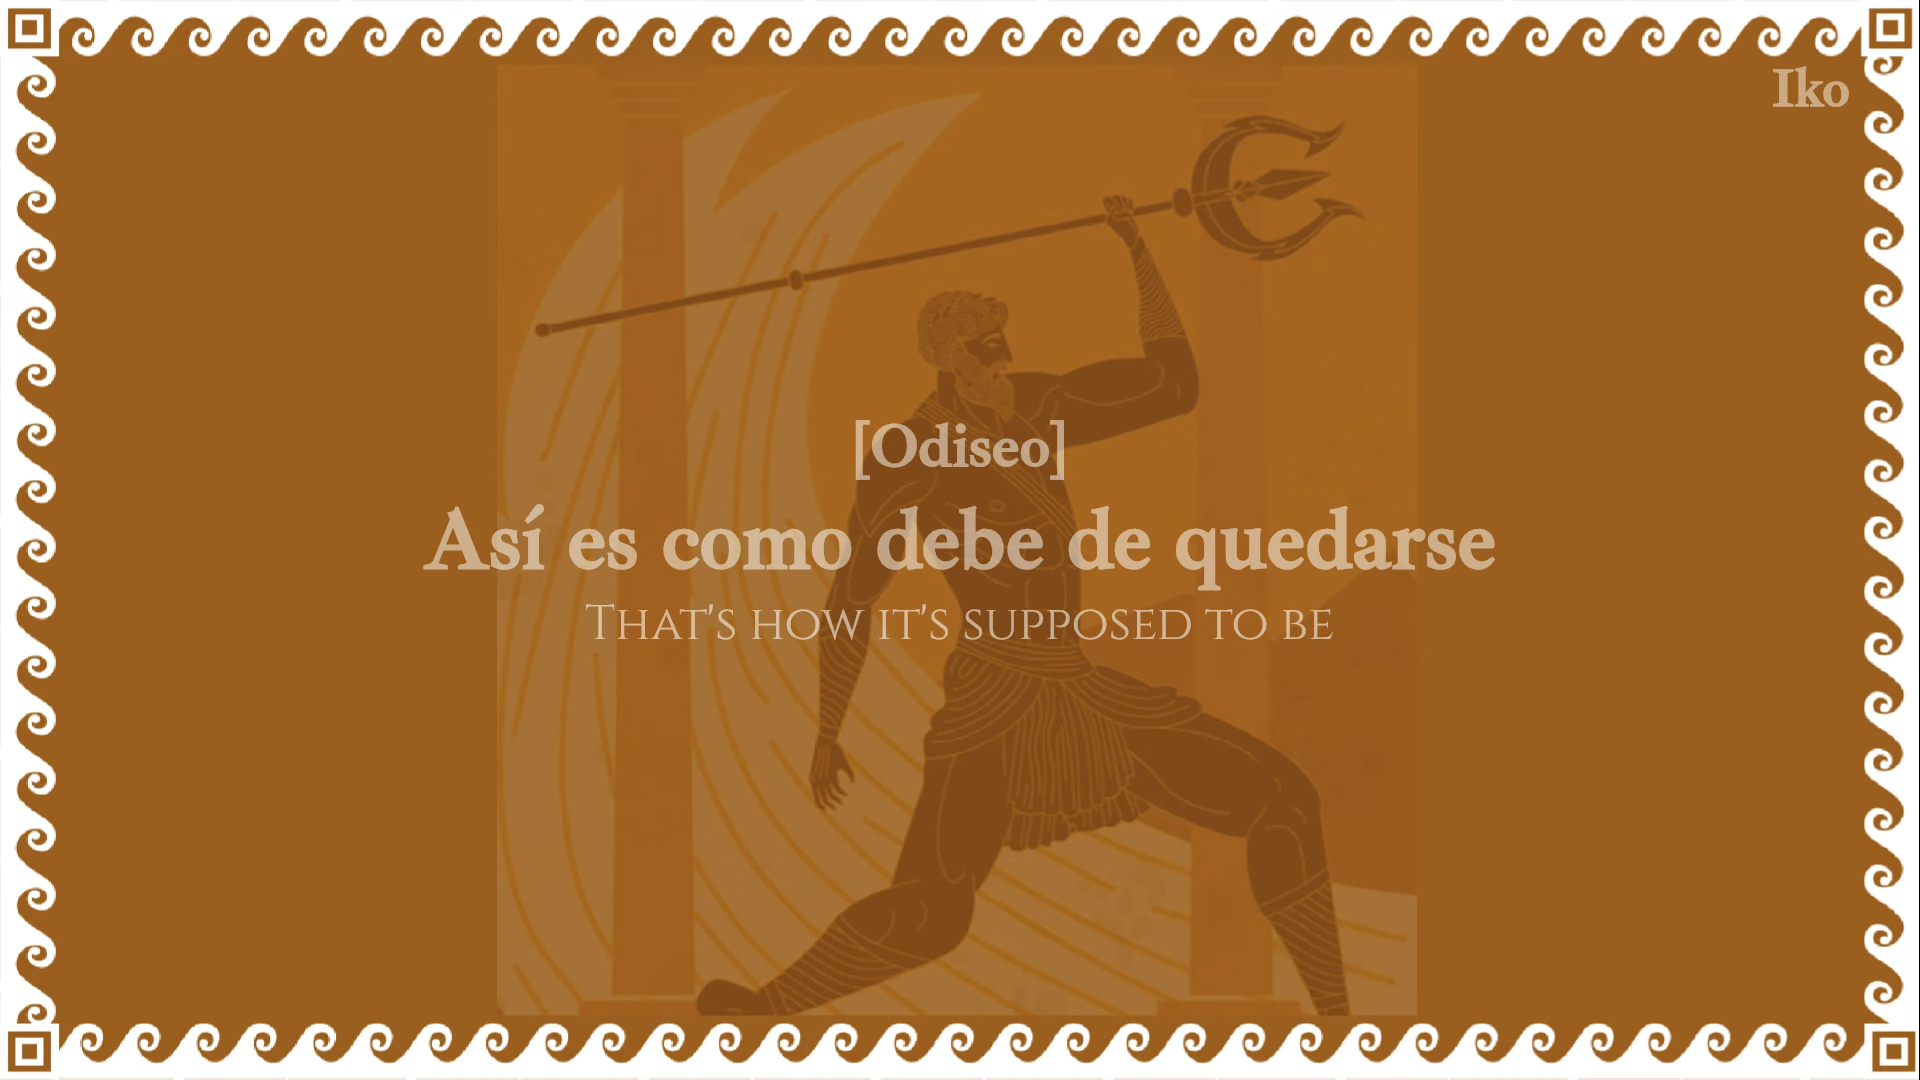 Iko
[Odiseo]
Así es como debe de quedarse
That's how it's supposed to be